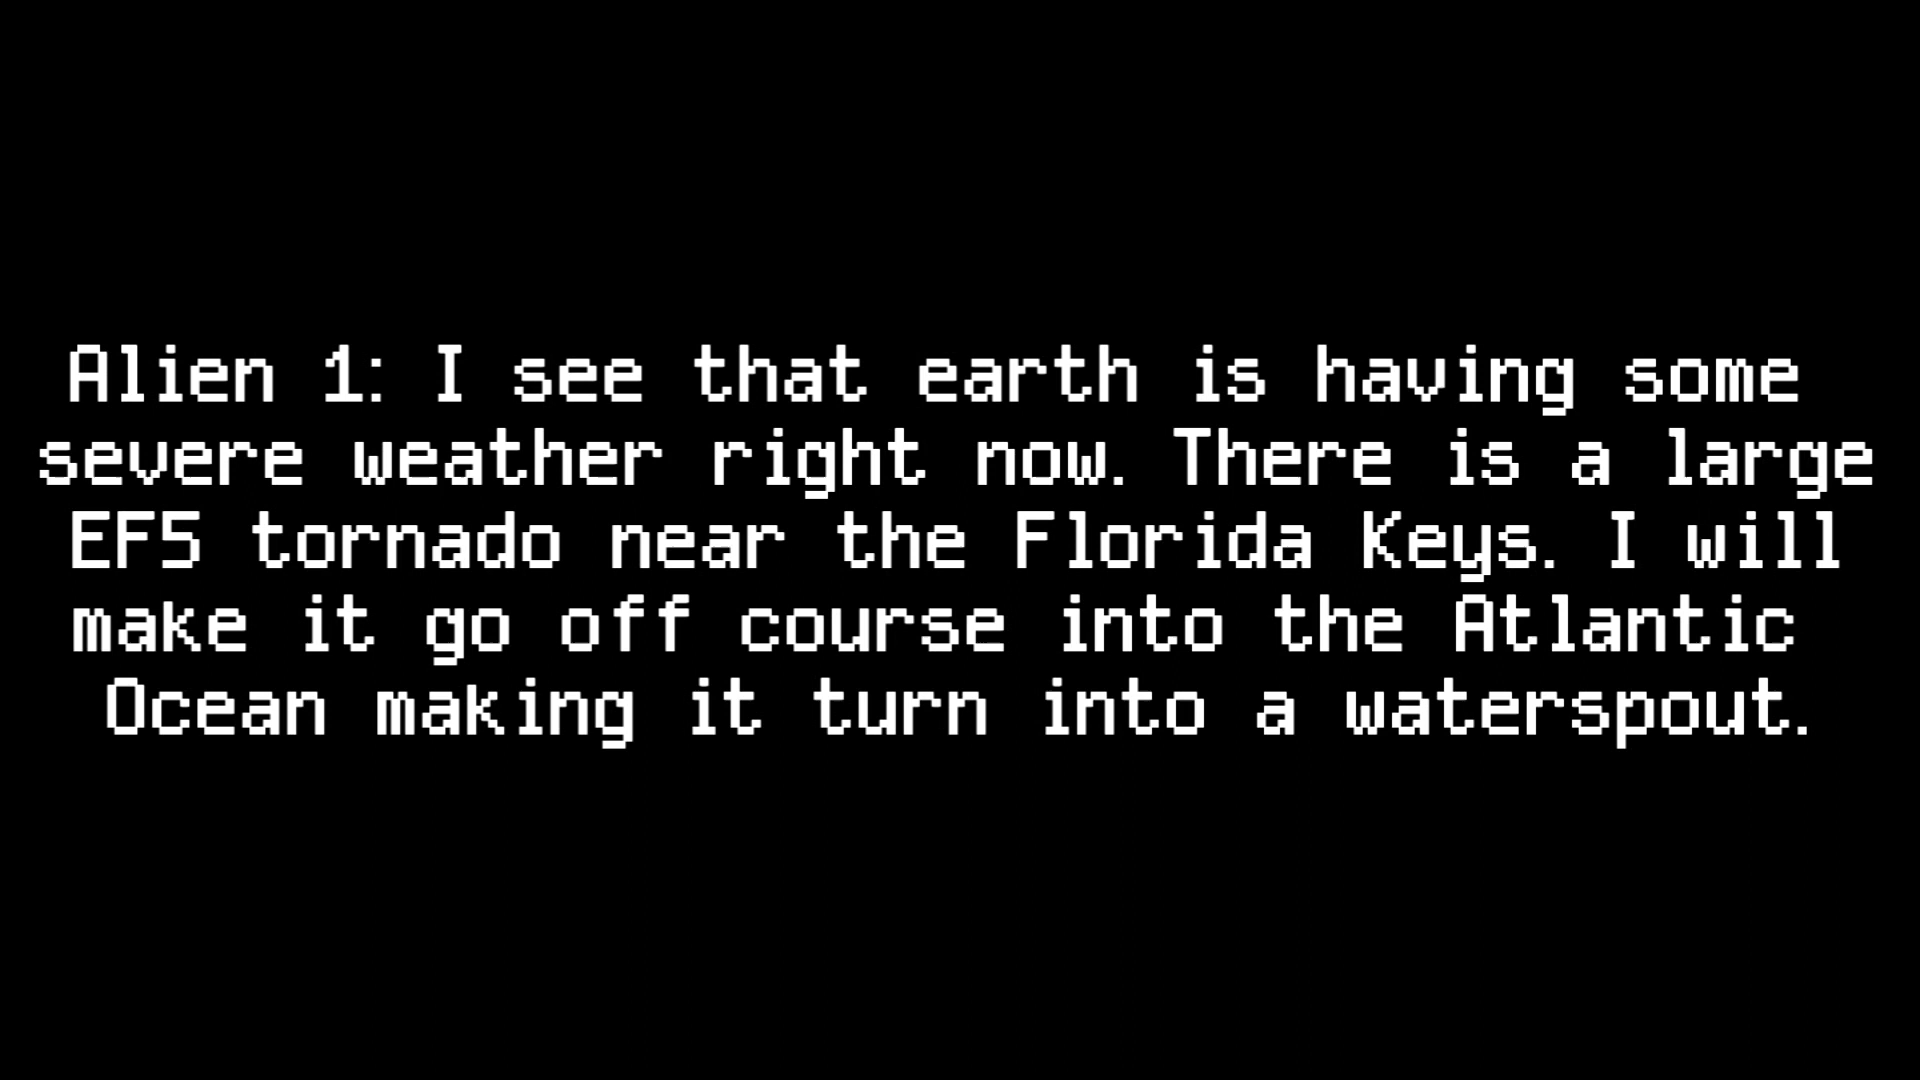 Alien 1: I see that earth is having some
severe weather right now. There is a large
EF5 tornado near the Florida Keys. I will
make it go off course into the Atlantic
Ocean making it turn into a waterspout.